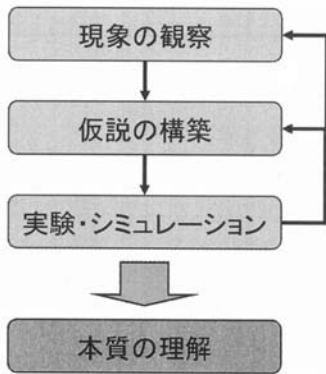 現象の観察
仮説の構築
実験・シミュレーション
本質の理解